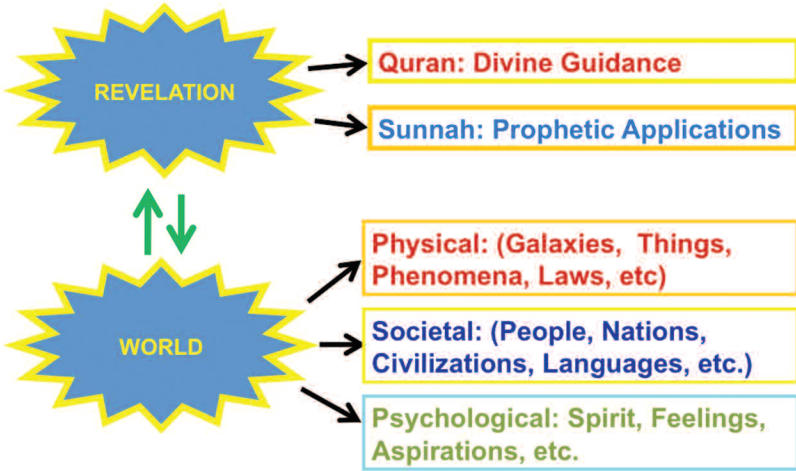 REVELATION
Quran: Divine Guidance
Sunnah: Prophetic Applications
WORLD
Physical: (Galaxies, Things,
Phenomena, Laws, etc)
Societal: (People, Nations,
Civilizations, Languages, etc.)
Psychological: Spirit, Feelings,
Aspirations, etc.